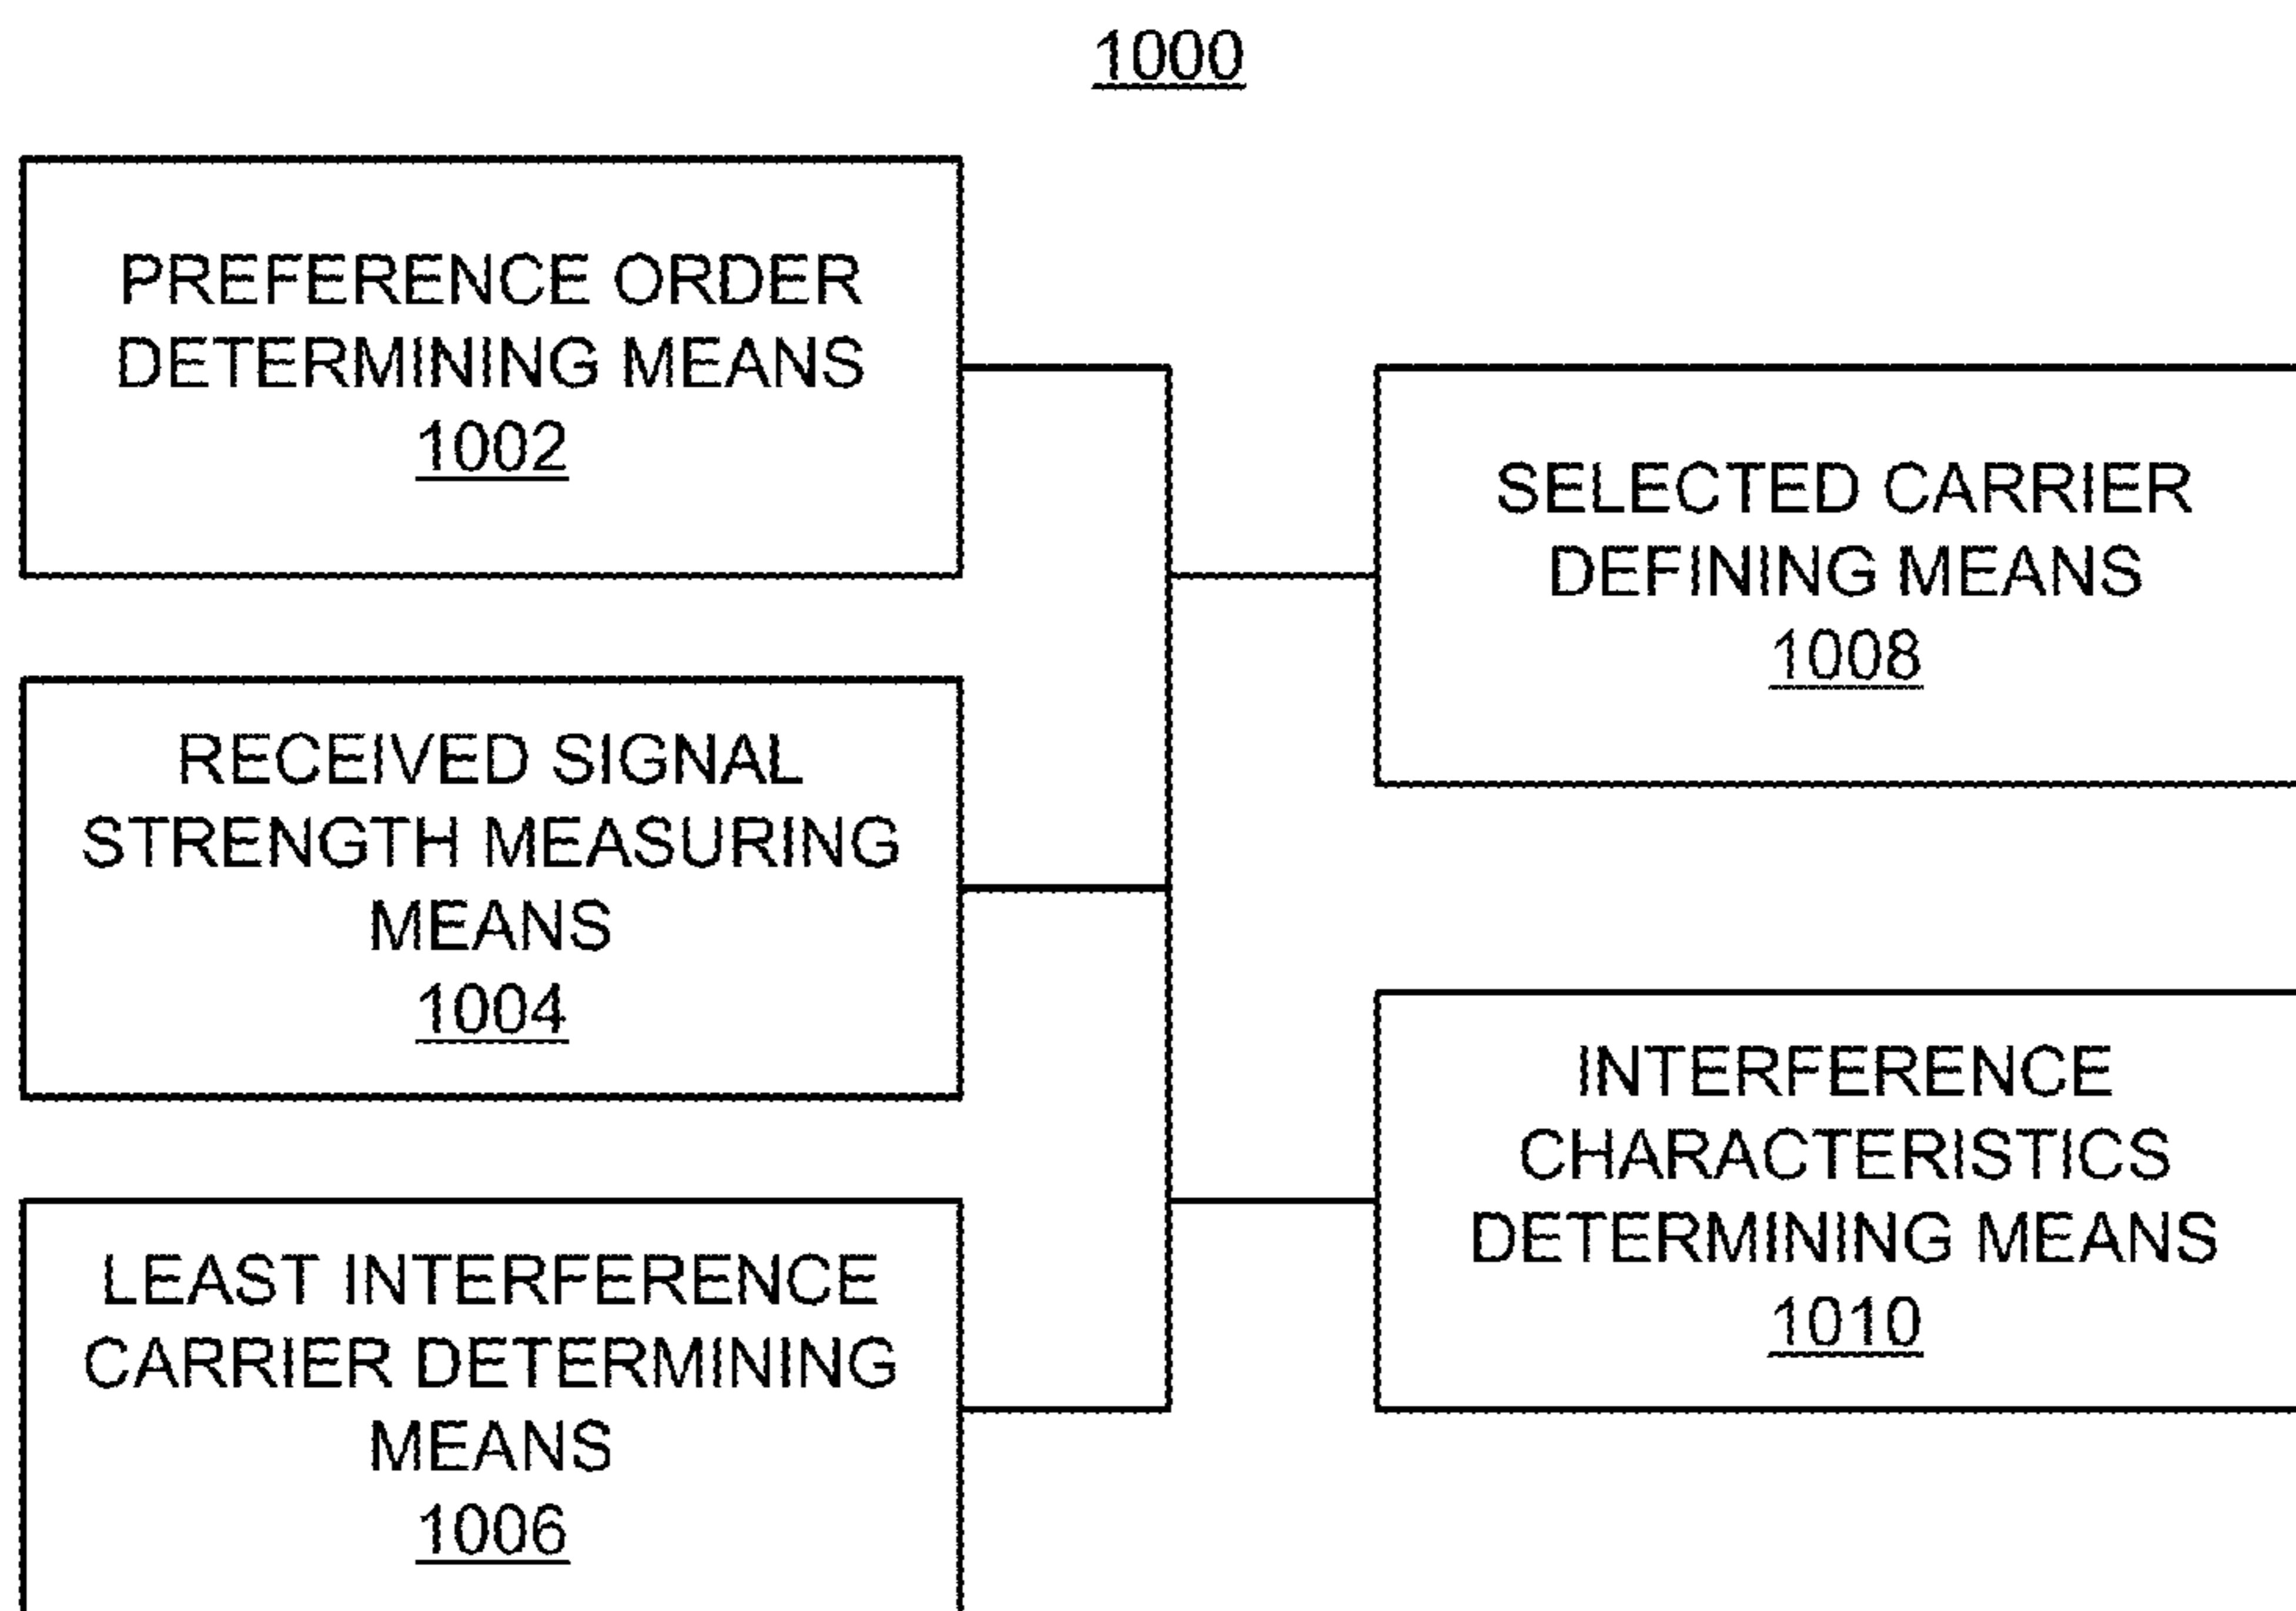 1000
PREFERENCE ORDER
DETERMINING MEANS
1002
RECEIVED SIGNAL
STRENGTH MEASURING
MEANS
1004
LEAST INTERFERENCE
CARRIER DETERMINING
MEANS
1006
SELECTED CARRIER
DEFINING MEANS
1008
INTERFERENCE
CHARACTERISTICS
DETERMINING MEANS
1010